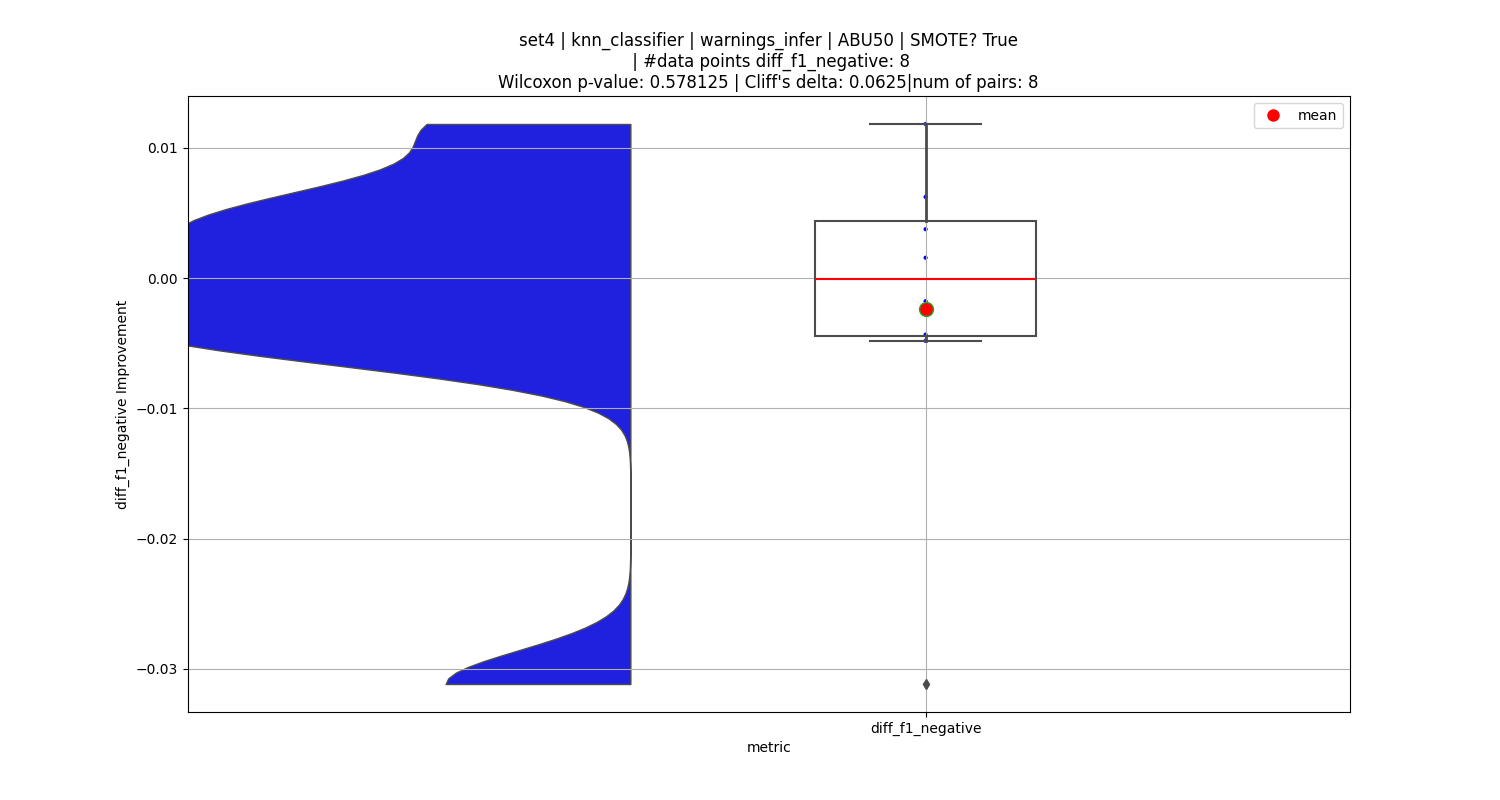 set4 | knn_classifier | warnings_infer | ABU50 | SMOTE? True
| #data points diff_f1_negative: 8
Wilcoxon p-value: 0.578125 | Cliff's delta: 0.0625|num of pairs: 8
mean
diff_f1_negative Improvement
0.01
0.00
−0.01
−0.02
−0.03
diff_f1_negative
metric